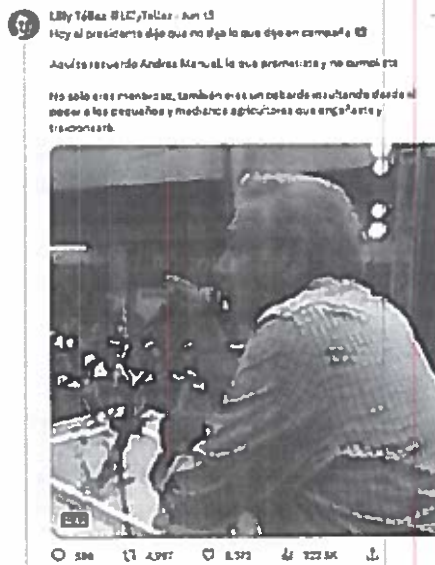 Lilly Téllez @LillyTellez · Jun 13
Hoy el presidente dijo que no dijo lo que dijo en campaña
Aquí te recuerdo Andres Manuel, lo que prometiste y no cumpliste
No solo eres mentiroso, también eres un cobarde insultando desde el
poder a los pequeños y medianos agricultores que engañaste y
traicionaste.